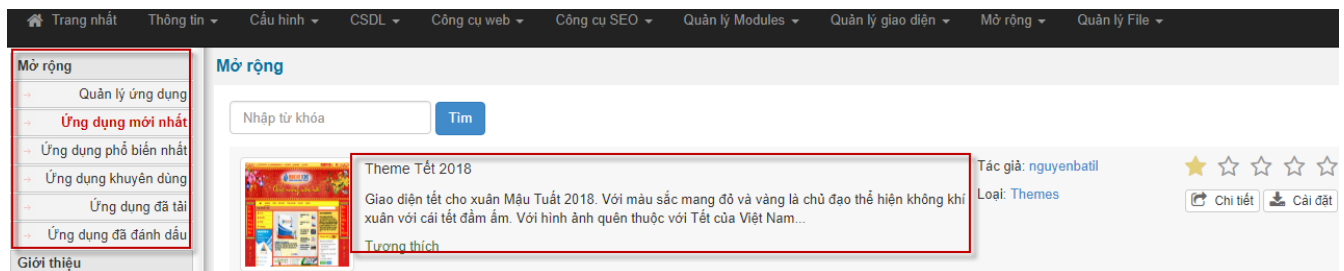 Trang nhất Thông tin Cấu hình CSDL Công cụ web Công cụ SEO Quản lý Modules Quản lý giao diện Mở rộng Quản lý File
Mở rộng
Quản lý ứng dụng
Ứng dụng mới nhất
Ứng dụng phổ biến nhất
Ứng dụng khuyên dùng
Ứng dụng đã tải
Ứng dụng đã đánh dấu
Giới thiệu
Mở rộng
Nhập từ khóa Tìm
Theme Tết 2018
Giao diện tết cho xuân Mậu Tuất 2018. Với màu sắc mang đỏ và vàng là chủ đạo thể hiện không khí
xuân với cái tết đầm ấm. Với hình ảnh quên thuộc với Tết của Việt Nam...
Tương thích
Tác giả: nguyenbatil
Loại: Themes
Chi tiết Cài đặt